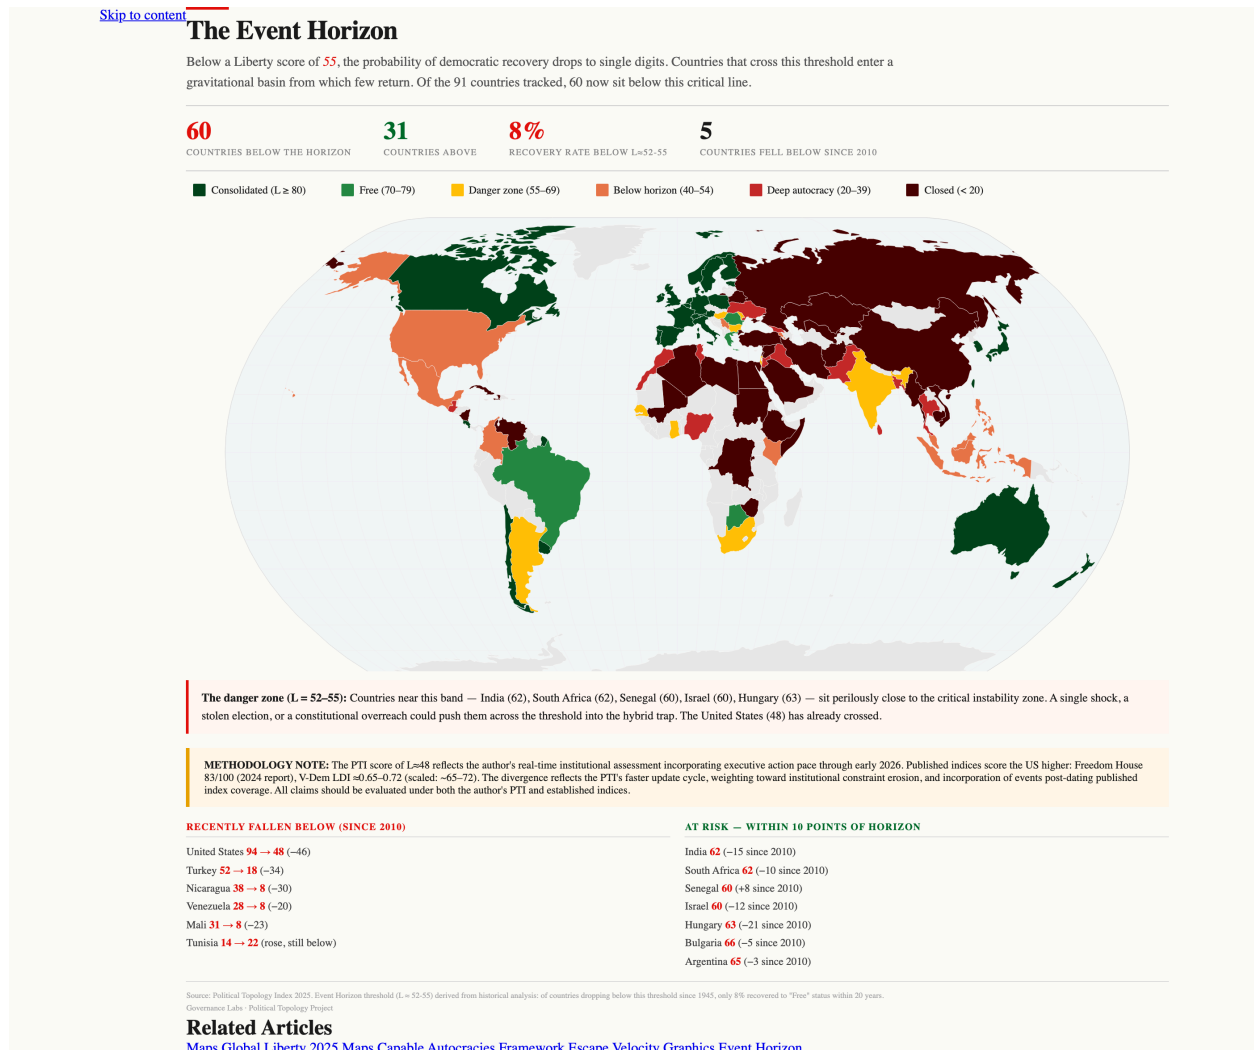 Skip to content
The Event Horizon
Below a Liberty score of 55, the probability of democratic recovery drops to single digits. Countries that cross this threshold enter a
gravitational basin from which few return. Of the 91 countries tracked, 60 now sit below this critical line.
60
COUNTRIES BELOW THE HORIZON
31
COUNTRIES ABOVE
8%
RECOVERY RATE BELOW L≈52-55
5
COUNTRIES FELL BELOW SINCE 2010
Consolidated (L ≥ 80)
Free (70–79)
Danger zone (55–69)
Below horizon (40–54)
Deep autocracy (20–39)
Closed (< 20)
The danger zone (L = 52–55): Countries near this band — India (62), South Africa (62), Senegal (60), Israel (60), Hungary (63) — sit perilously close to the critical instability zone. A single shock, a
stolen election, or a constitutional overreach could push them across the threshold into the hybrid trap. The United States (48) has already crossed.
METHODOLOGY NOTE: The PTI score of L≈48 reflects the author's real-time institutional assessment incorporating executive action pace through early 2026. Published indices score the US higher: Freedom House
83/100 (2024 report), V-Dem LDI ≈0.65–0.72 (scaled: ~65–72). The divergence reflects the PTI's faster update cycle, weighting toward institutional constraint erosion, and incorporation of events post-dating published
index coverage. All claims should be evaluated under both the author's PTI and established indices.
RECENTLY FALLEN BELOW (SINCE 2010)
United States 94 → 48 (−46)
Turkey 52 → 18 (−34)
Nicaragua 38 → 8 (−30)
Venezuela 28 → 8 (−20)
Mali 31 → 8 (−23)
Tunisia 14 → 22 (rose, still below)
AT RISK — WITHIN 10 POINTS OF HORIZON
India 62 (−15 since 2010)
South Africa 62 (−10 since 2010)
Senegal 60 (+8 since 2010)
Israel 60 (−12 since 2010)
Hungary 63 (−21 since 2010)
Bulgaria 66 (−5 since 2010)
Argentina 65 (−3 since 2010)
Source: Political Topology Index 2025. Event Horizon threshold (L = 52-55) derived from historical analysis: of countries dropping below this threshold since 1945, only 8% recovered to "Free" status within 20 years.
Governance Labs · Political Topology Project
Related Articles
Maps Global Liberty 2025 Maps Capable Autocracies Framework Escape Velocity Graphics Event Horizon